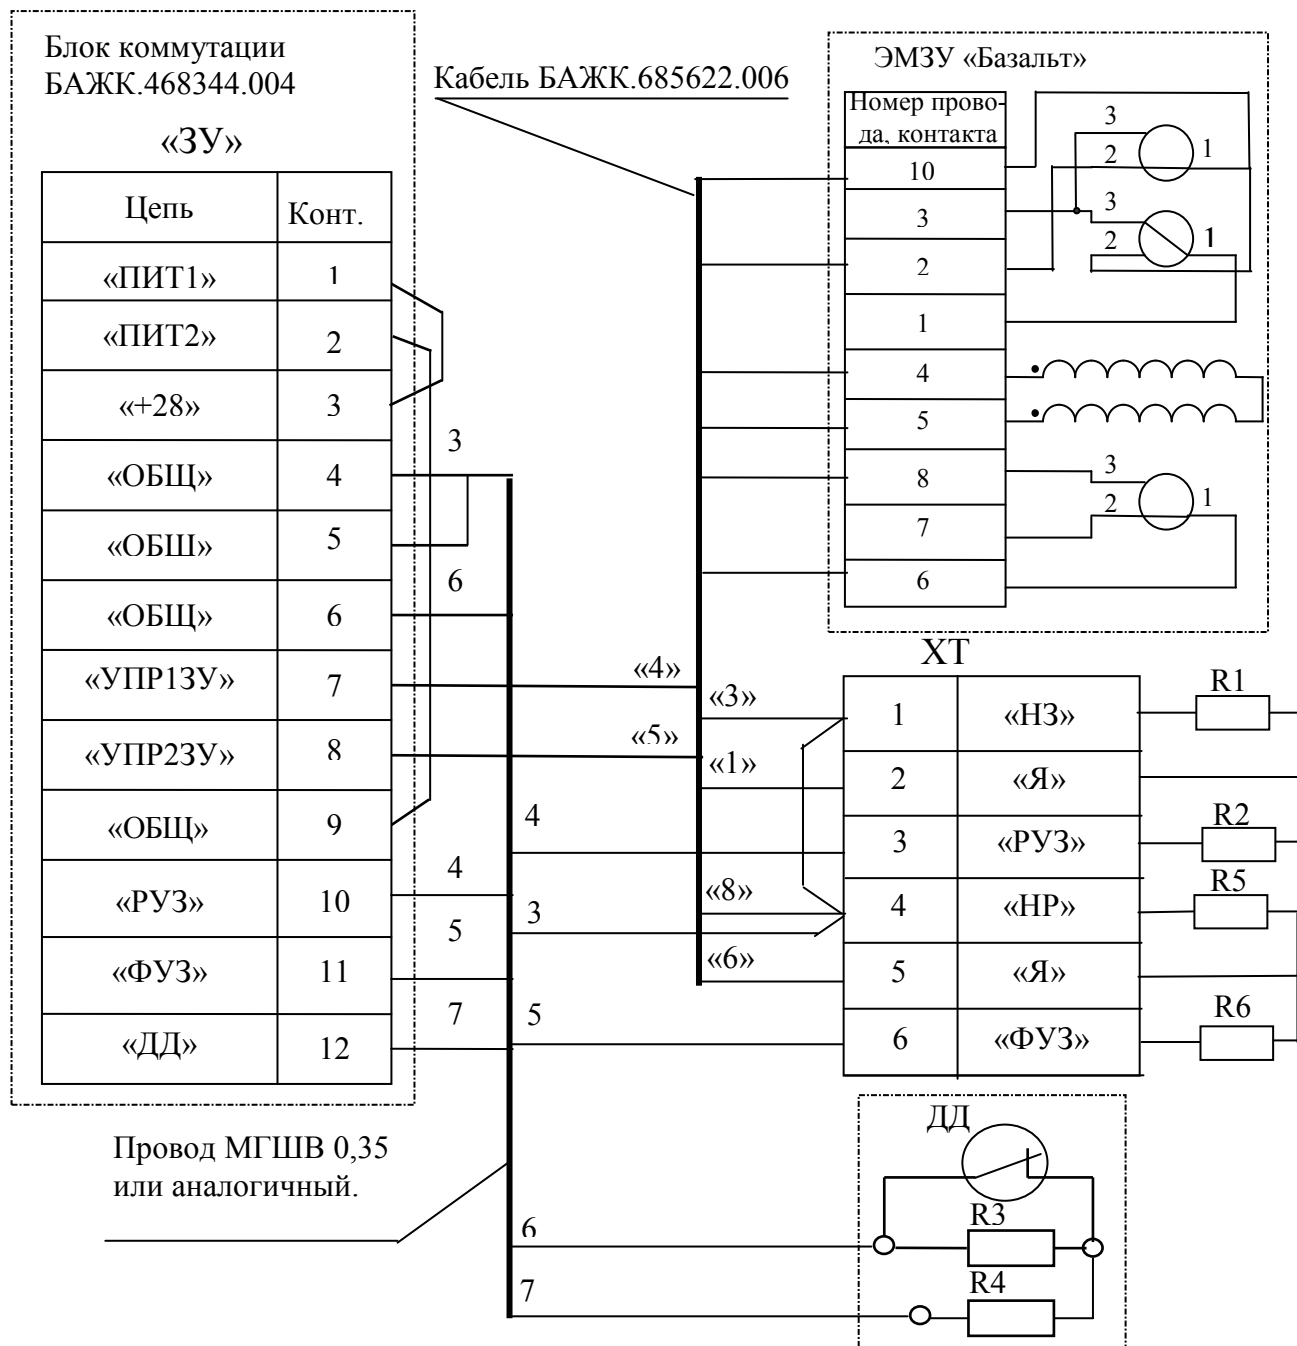 Блок коммутации
БАЖК.468344.004
«ЗУ»
Цепь Конт.
«ПИТ1» 1
«ПИТ2» 2
«+28» 3
«ОБЩ» 4
«ОБШ» 5
«ОБЩ» 6
«УПР1ЗУ» 7
«УПР2ЗУ» 8
«ОБЩ» 9
«РУЗ» 10
«ФУЗ» 11
«ДД» 12
3
6
4
5
7
Провод МГШВ 0,35
или аналогичный.
Кабель БАЖК.685622.006
«4»
«5»
«3»
«1»
«8»
«6»
4
3
5
6
7
ЭМЗУ «Базальт»
Номер прово-
да, контакта
10
3
2
1
4
5
8
7
6
3
2 1
3
2 1
3
2 1
ХТ
1 «НЗ»
2 «Я»
3 «РУЗ»
4 «НР»
5 «Я»
6 «ФУЗ»
R1
R2
R5
R6
ДД
R3
R4